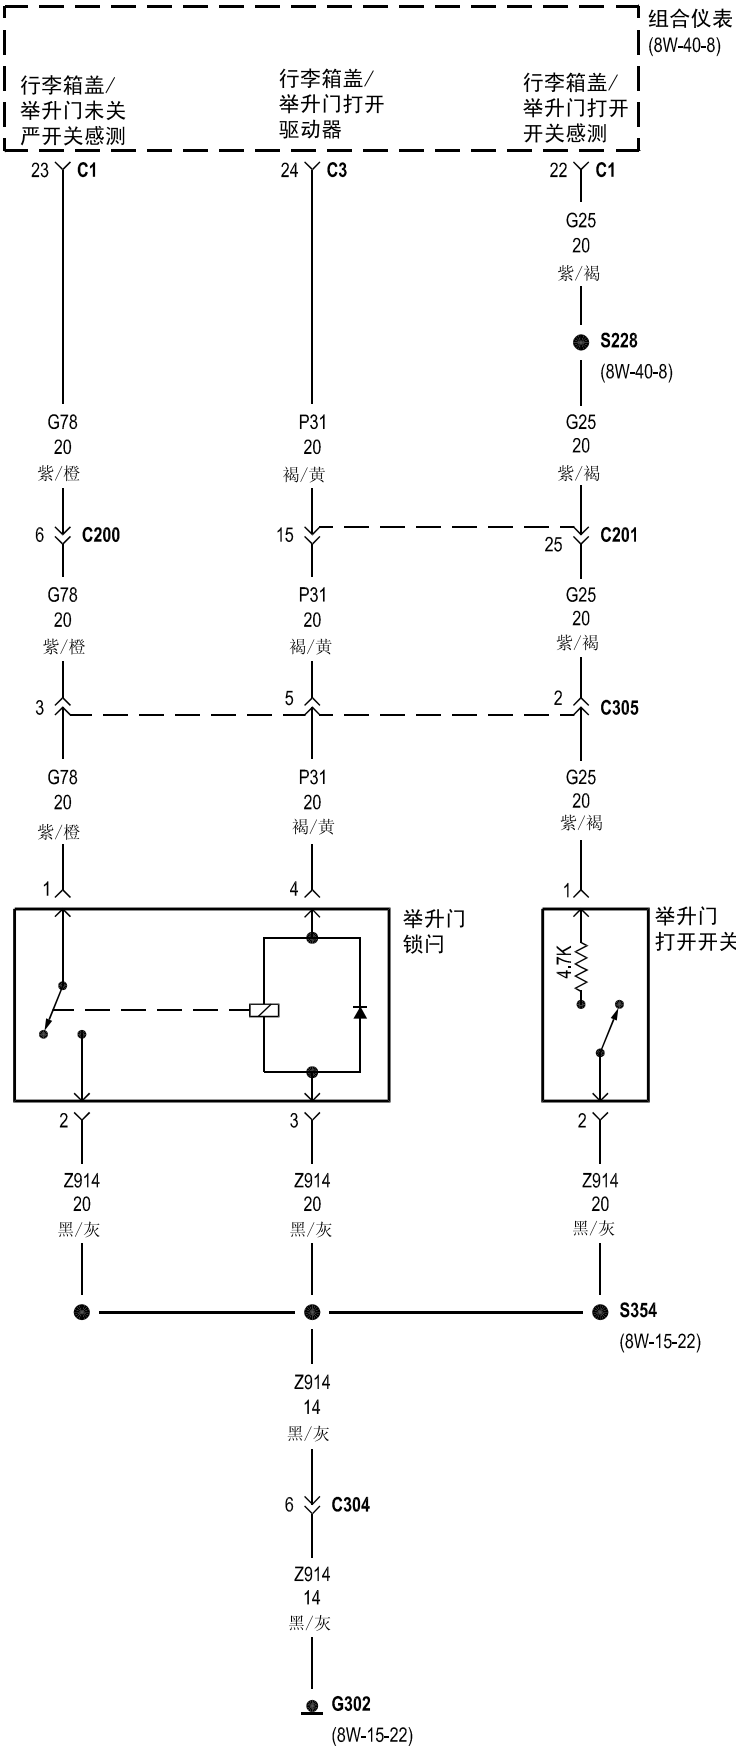 组合仪表
(8W-40-8)
行李箱盖/
举升门未关
严开关感测
行李箱盖/
举升门打开
驱动器
行李箱盖/
举升门打开
开关感测
23 C1
24 C3
22 C1
G25
20
紫/褐
S228
(8W-40-8)
G78
20
紫/橙
P31
20
褐/黄
G25
20
紫/褐
6 C200
15
25 C201
G78
20
紫/橙
P31
20
褐/黄
G25
20
紫/褐
3
5
2 C305
G78
20
紫/橙
P31
20
褐/黄
G25
20
紫/褐
1
4
1
举升门
锁闩
举升门
打开开关
4.7K
2
3
2
Z914
20
黑/灰
Z914
20
黑/灰
Z914
20
黑/灰
S354
(8W-15-22)
Z914
14
黑/灰
6 C304
Z914
14
黑/灰
G302
(8W-15-22)